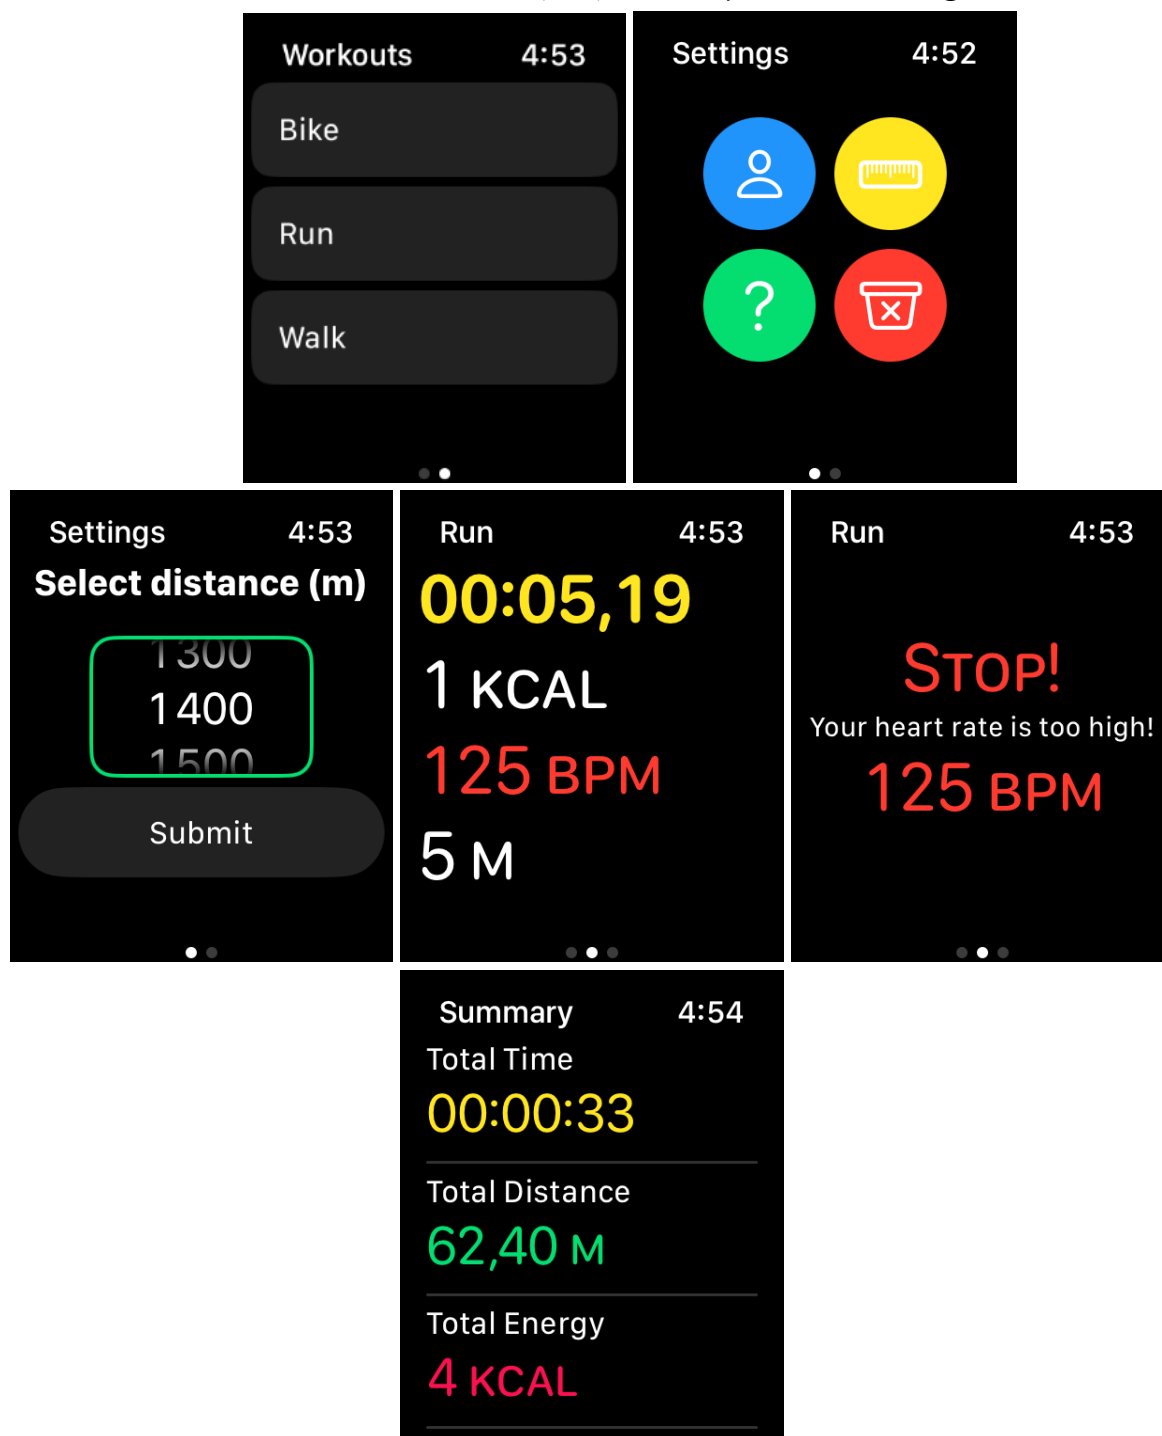 Workouts 4:53
Bike
Run
Walk
Settings 4:52
?
Settings 4:53
Select distance (m)
1300
1400
1500
Submit
Run 4:53
00:05,19
1 KCAL
125 BPM
5 M
Run 4:53
STOP!
Your heart rate is too high!
125 BPM
Summary 4:54
Total Time
00:00:33
Total Distance
62,40 M
Total Energy
4 KCAL